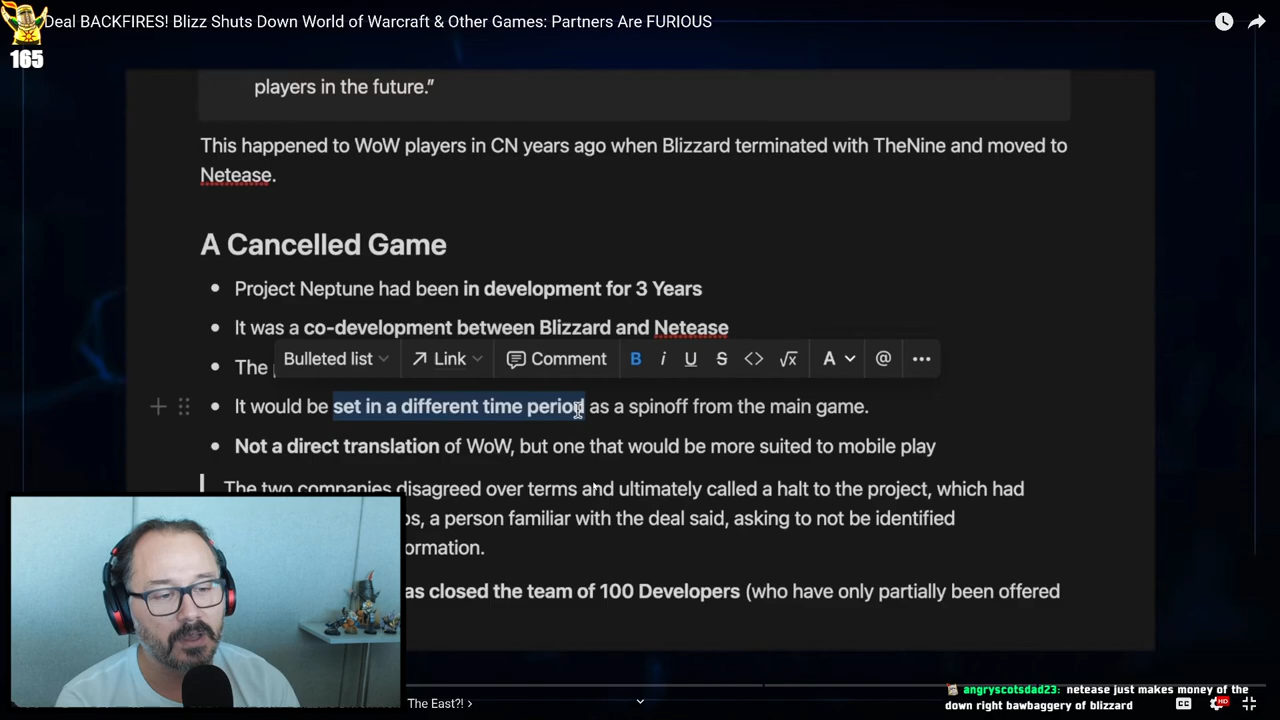 Deal BACKFIRES! Blizz Shuts Down World of Warcraft & Other Games: Partners Are FURIOUS
165
players in the future.”
This happened to WoW players in CN years ago when Blizzard terminated with TheNine and moved to
Netease.
A Cancelled Game
Project Neptune had been in development for 3 Years
It was a co-development between Blizzard and Netease
Bulleted list Link Comment B i U S <> √x A @ •••
The
It would be set in a different time period as a spinoff from the main game.
Not a direct translation of WoW, but one that would be more suited to mobile play
The two companies disagreed over terms and ultimately called a halt to the project, which had
a person familiar with the deal said, asking to not be identified
as closed the team of 100 Developers (who have only partially been offered
The East?! >
angryscotsdad23: netease just makes money of the
down right bawbaggery of blizzard
CC
HD